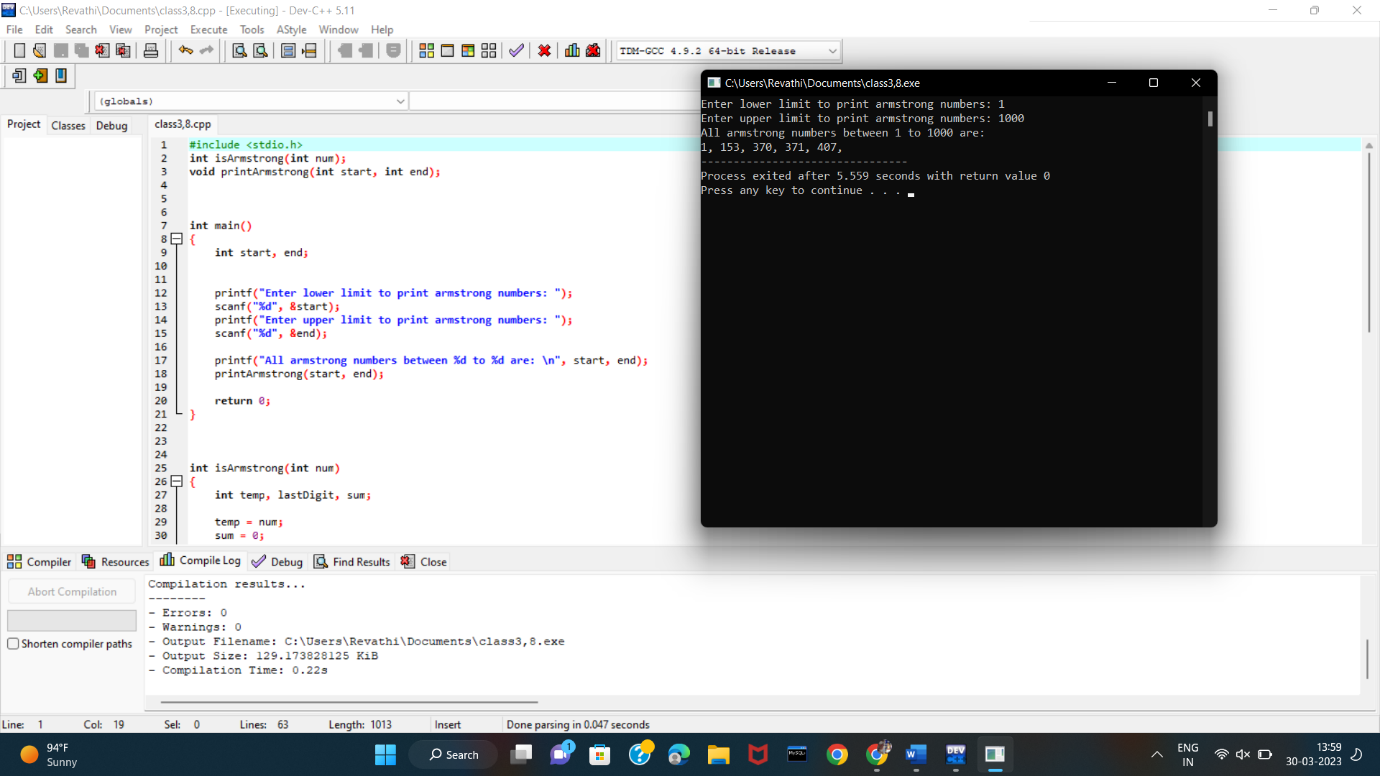 C:\Users\Revathi\Documents\class3,8.cpp - [Executing] - Dev-C++ 5.11
File Edit Search View Project Execute Tools AStyle Window Help
TDM-GCC 4.9.2 64-bit Release
(globals)
Project Classes Debug
class3,8.cpp
1 #include <stdio.h>
2 int isArmstrong(int num);
3 void printArmstrong(int start, int end);
4
5
6
7 int main()
8 {
9 int start, end;
10
11
12 printf("Enter lower limit to print armstrong numbers: ");
13 scanf("%d", &start);
14 printf("Enter upper limit to print armstrong numbers: ");
15 scanf("%d", &end);
16
17 printf("All armstrong numbers between %d to %d are: \n", start, end);
18 printArmstrong(start, end);
19
20 return 0;
21 }
22
23
24
25 int isArmstrong(int num)
26 {
27 int temp, lastDigit, sum;
28
29 temp = num;
30 sum = 0;
C:\Users\Revathi\Documents\class3,8.exe
Enter lower limit to print armstrong numbers: 1
Enter upper limit to print armstrong numbers: 1000
All armstrong numbers between 1 to 1000 are:
1, 153, 370, 371, 407,
--------------------------------
Process exited after 5.559 seconds with return value 0
Press any key to continue . . .
Compiler Resources Compile Log Debug Find Results Close
Abort Compilation
Shorten compiler paths
Compilation results...
--------
- Errors: 0
- Warnings: 0
- Output Filename: C:\Users\Revathi\Documents\class3,8.exe
- Output Size: 129.173828125 KiB
- Compilation Time: 0.22s
Line: 1 Col: 19 Sel: 0 Lines: 63 Length: 1013 Insert Done parsing in 0.047 seconds
94°F
Sunny
Search
1
W
DEV
ENG
IN
13:59
30-03-2023